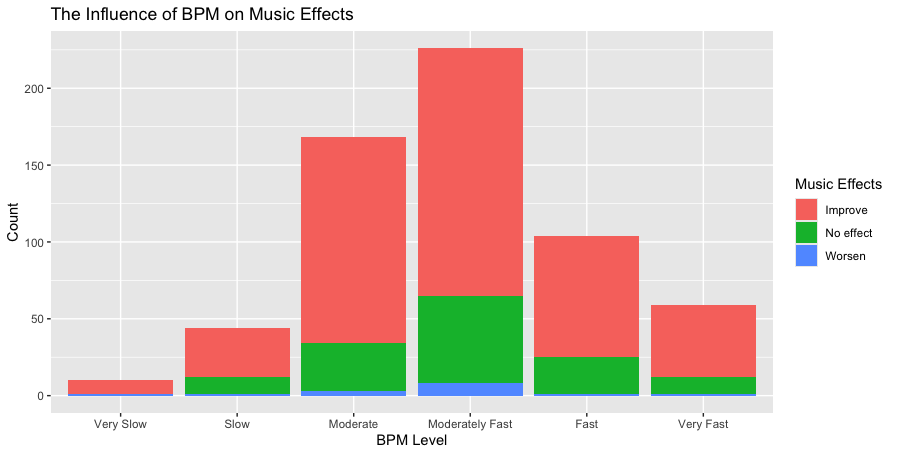 The Influence of BPM on Music Effects
Count
200
150
100
50
0
Very Slow
Slow
Moderate
Moderately Fast
Fast
Very Fast
BPM Level
Music Effects
Improve
No effect
Worsen